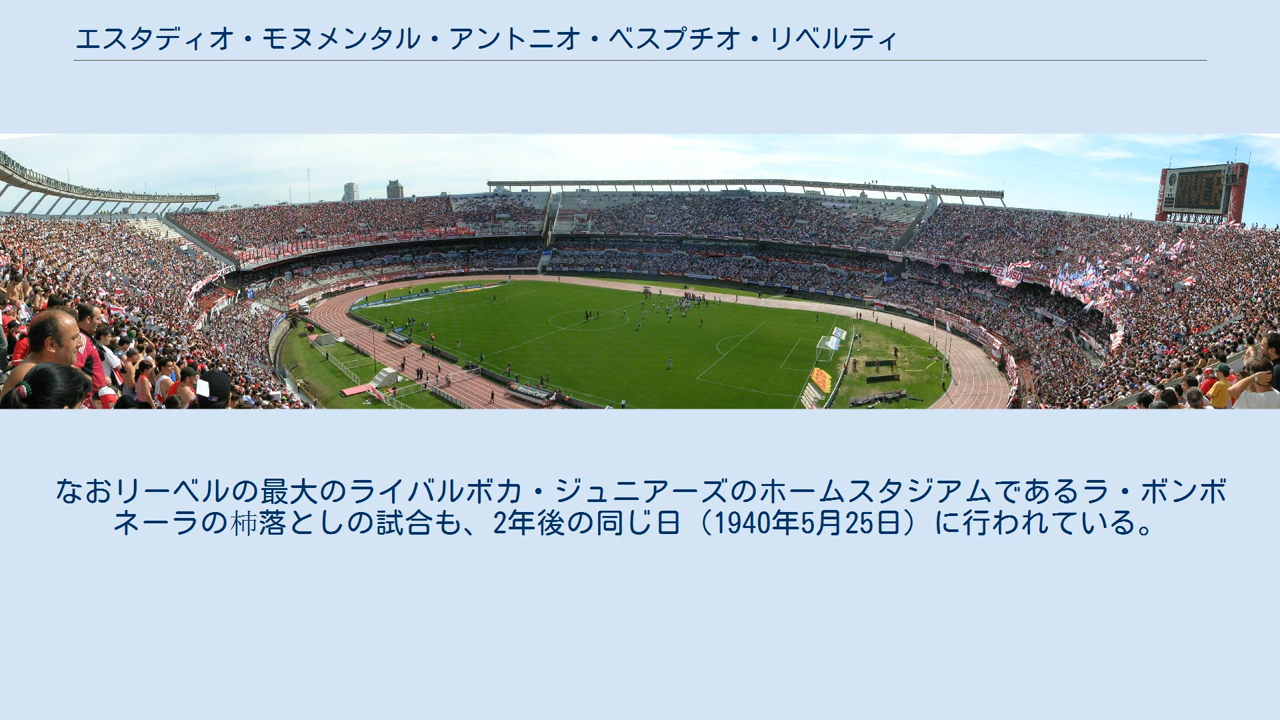 エスタディオ・モヌメンタル・アントニオ・ベスプチオ・リベルティ
なおリーベルの最大のライバルボカ・ジュニアーズのホームスタジアムであるラ・ボンボ
ネーラの杮落としの試合も、2年後の同じ日（1940年5月25日）に行われている。